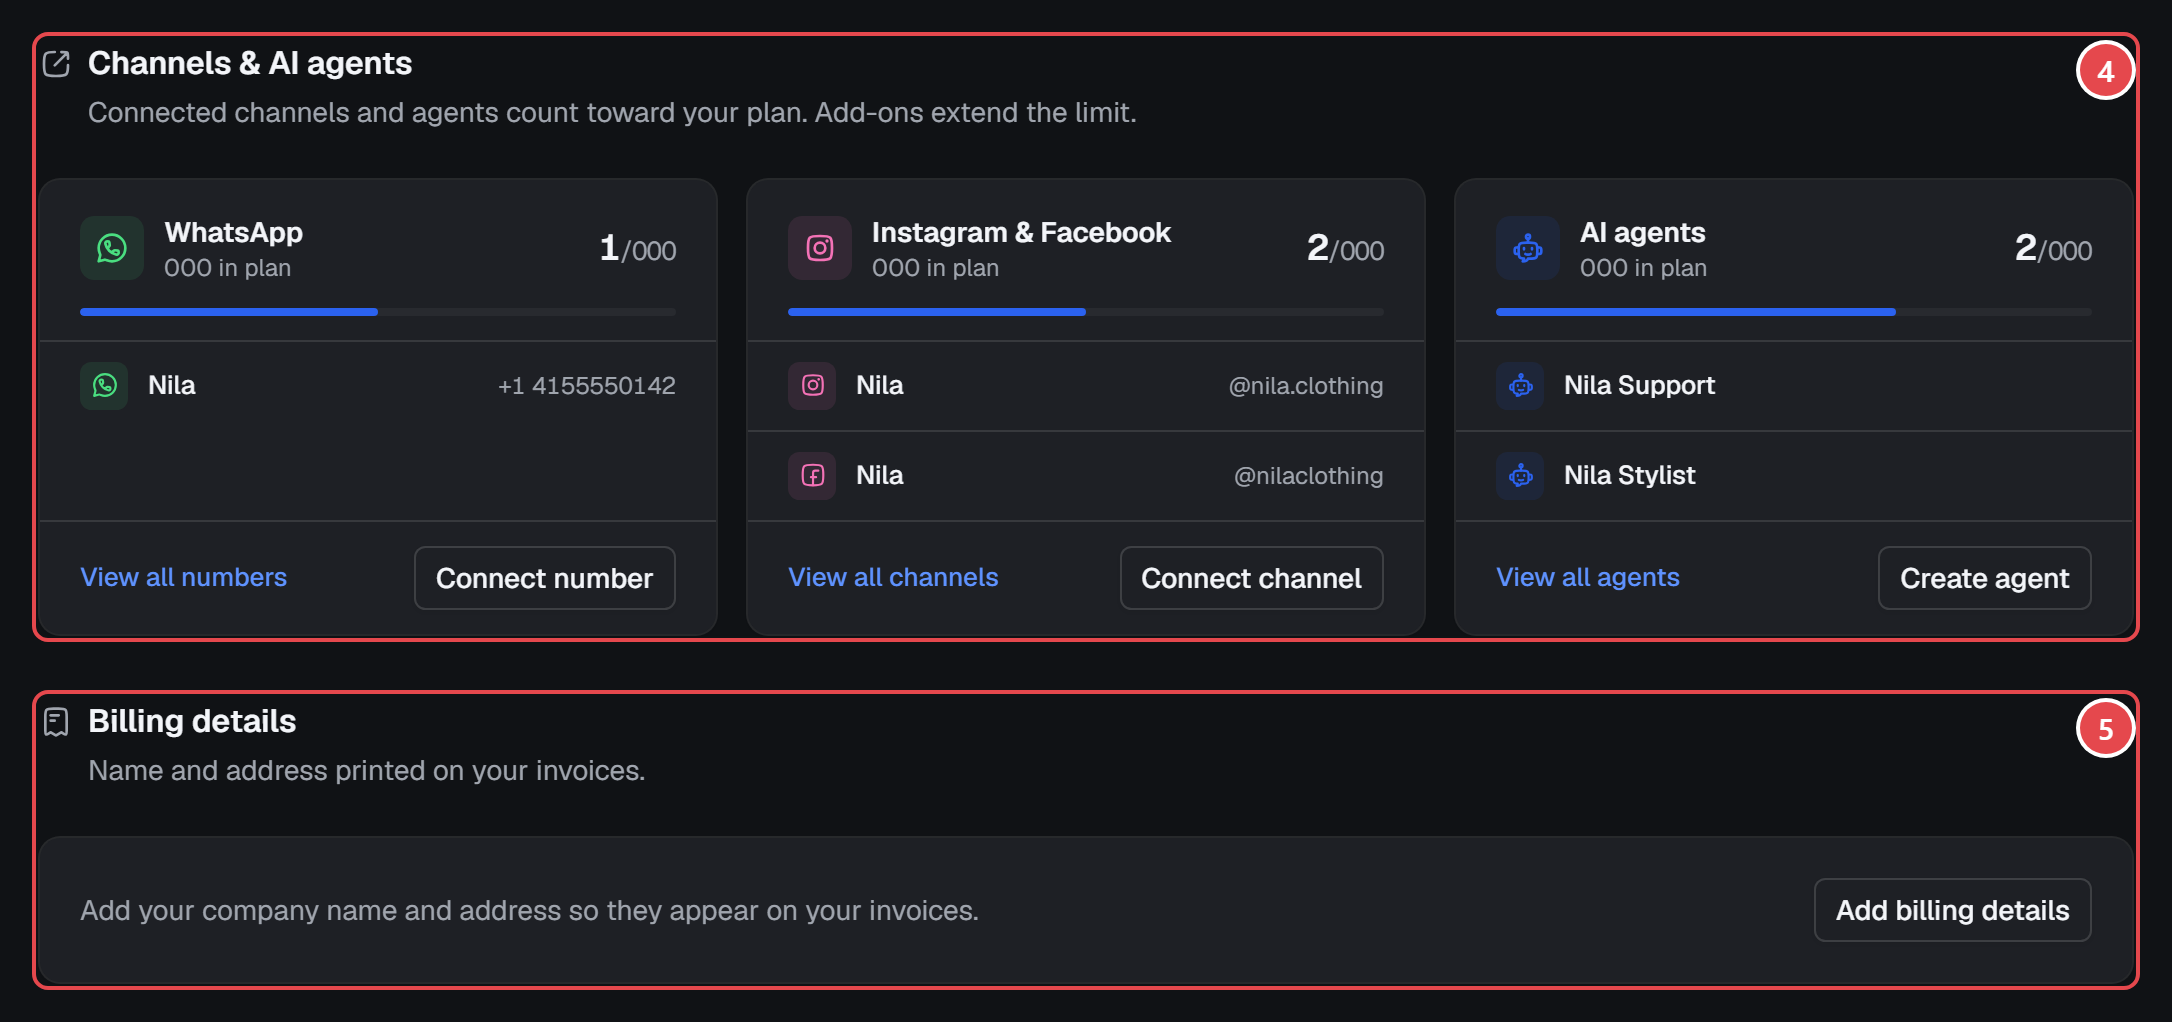 Channels & AI agents
4
Connected channels and agents count toward your plan. Add-ons extend the limit.
WhatsApp
000 in plan
1/000
Nila
+1 4155550142
View all numbers
Connect number
Instagram & Facebook
000 in plan
2/000
Nila
@nila.clothing
Nila
@nilaclothing
View all channels
Connect channel
AI agents
000 in plan
2/000
Nila Support
Nila Stylist
View all agents
Create agent
Billing details
5
Name and address printed on your invoices.
Add your company name and address so they appear on your invoices.
Add billing details